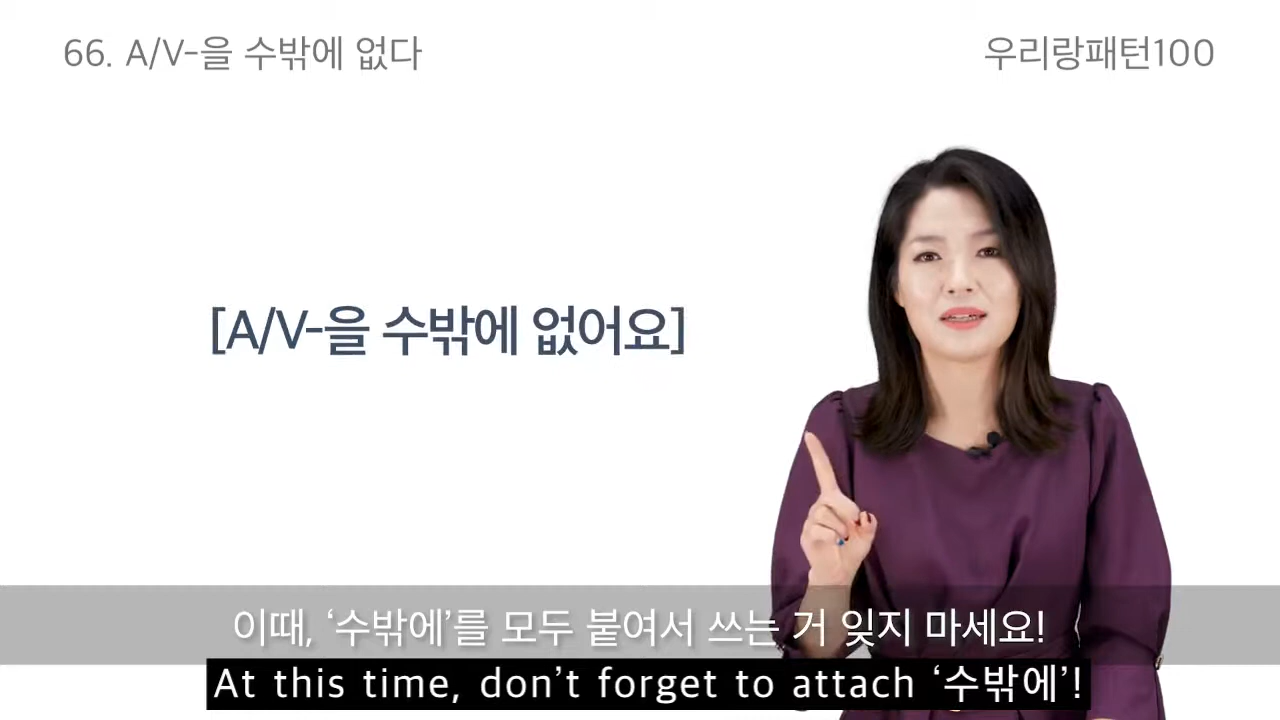 66. A/V-을 수밖에 없다
우리랑패턴100
[A/V-을 수밖에 없어요]
이때, ‘수밖에’를 모두 붙여서 쓰는 거 잊지 마세요!
At this time, don’t forget to attach ‘수밖에’!